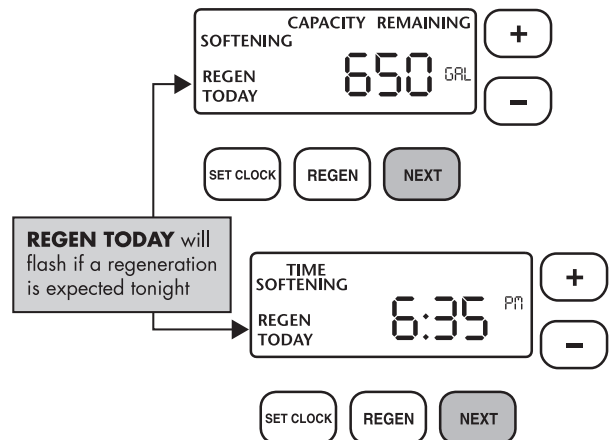 CAPACITY REMAINING
SOFTENING
650 GAL
REGEN
TODAY
+
−
SET CLOCK
REGEN
NEXT
REGEN TODAY will
flash if a regeneration
is expected tonight
TIME
SOFTENING
6:35 PM
REGEN
TODAY
+
−
SET CLOCK
REGEN
NEXT